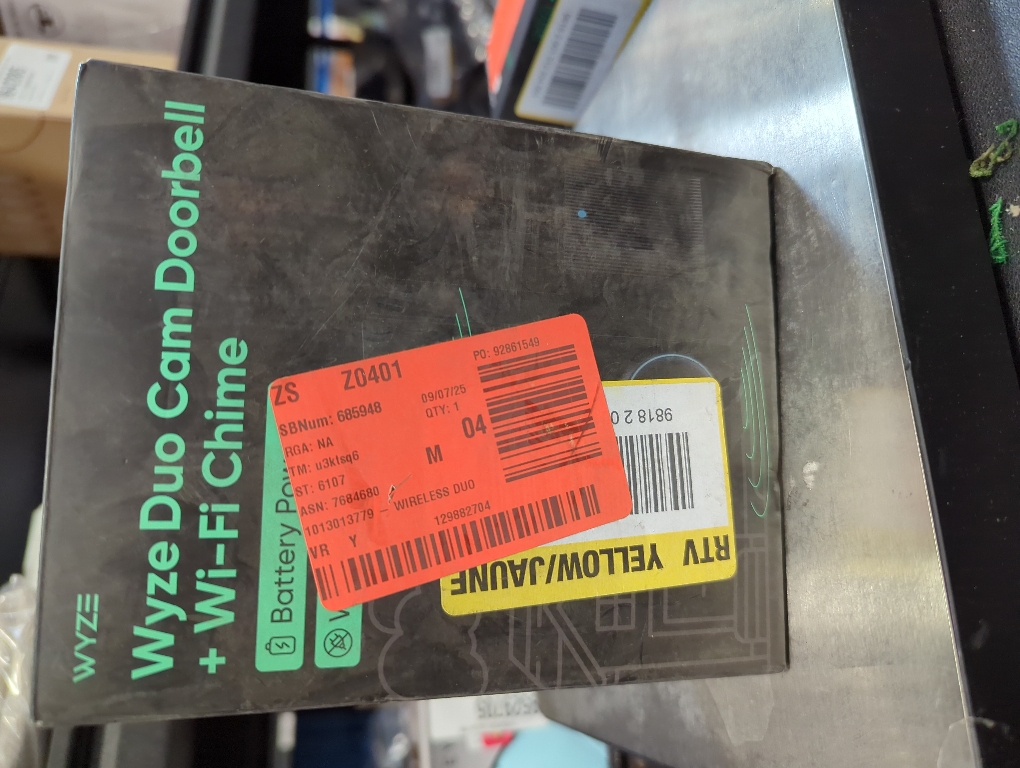 WYZE
Wyze Duo Cam Doorbell
+ Wi-Fi Chime
Battery
ZS Z0401
PO: 92861549
SBNum: 685948
09/07/25
RGA: NA
QTY: 1
TM: u3klsq6
M
04
ST: 6107
ASN: 7684680
1013013779 - WIRELESS DUO
VR Y
129882704
9818 2 0
RTV YELLOW/JAUNE